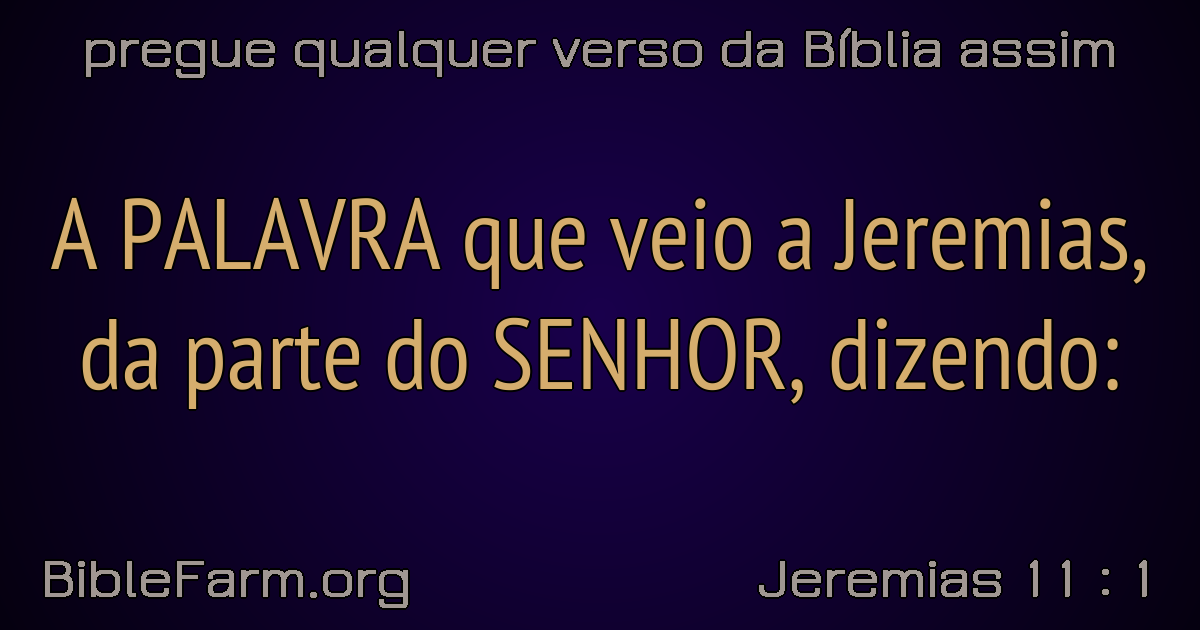 pregue qualquer verso da Bíblia assim
A PALAVRA que veio a Jeremias,
da parte do SENHOR, dizendo:
BibleFarm.org
Jeremias 11 : 1